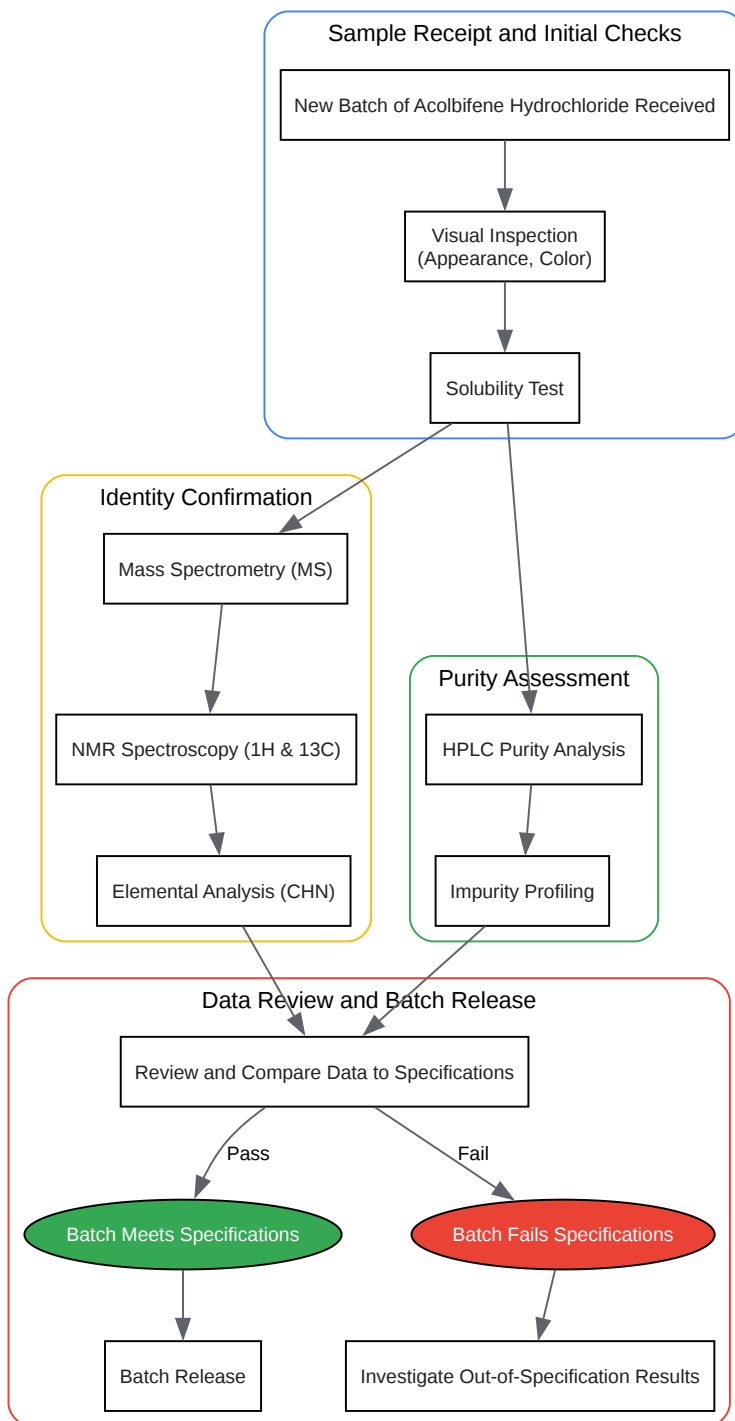 Sample Receipt and Initial Checks
New Batch of Acolbifene Hydrochloride Received
Visual Inspection
(Appearance, Color)
Solubility Test
Identity Confirmation
Mass Spectrometry (MS)
NMR Spectroscopy (1H & 13C)
Elemental Analysis (CHN)
Purity Assessment
HPLC Purity Analysis
Impurity Profiling
Data Review and Batch Release
Review and Compare Data to Specifications
Pass
Fail
Batch Meets Specifications
Batch Fails Specifications
Batch Release
Investigate Out-of-Specification Results